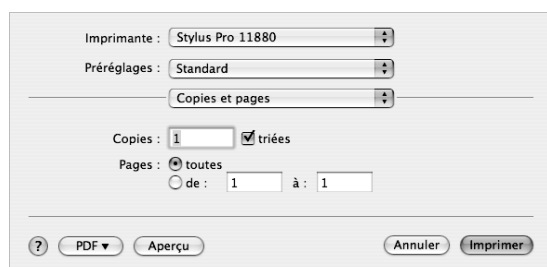 Imprimante : Stylus Pro 11880
Préréglages : Standard
Copies et pages
Copies : 1 triées
Pages : toutes
de : 1 à : 1
? PDF ▼ Aperçu Annuler Imprimer